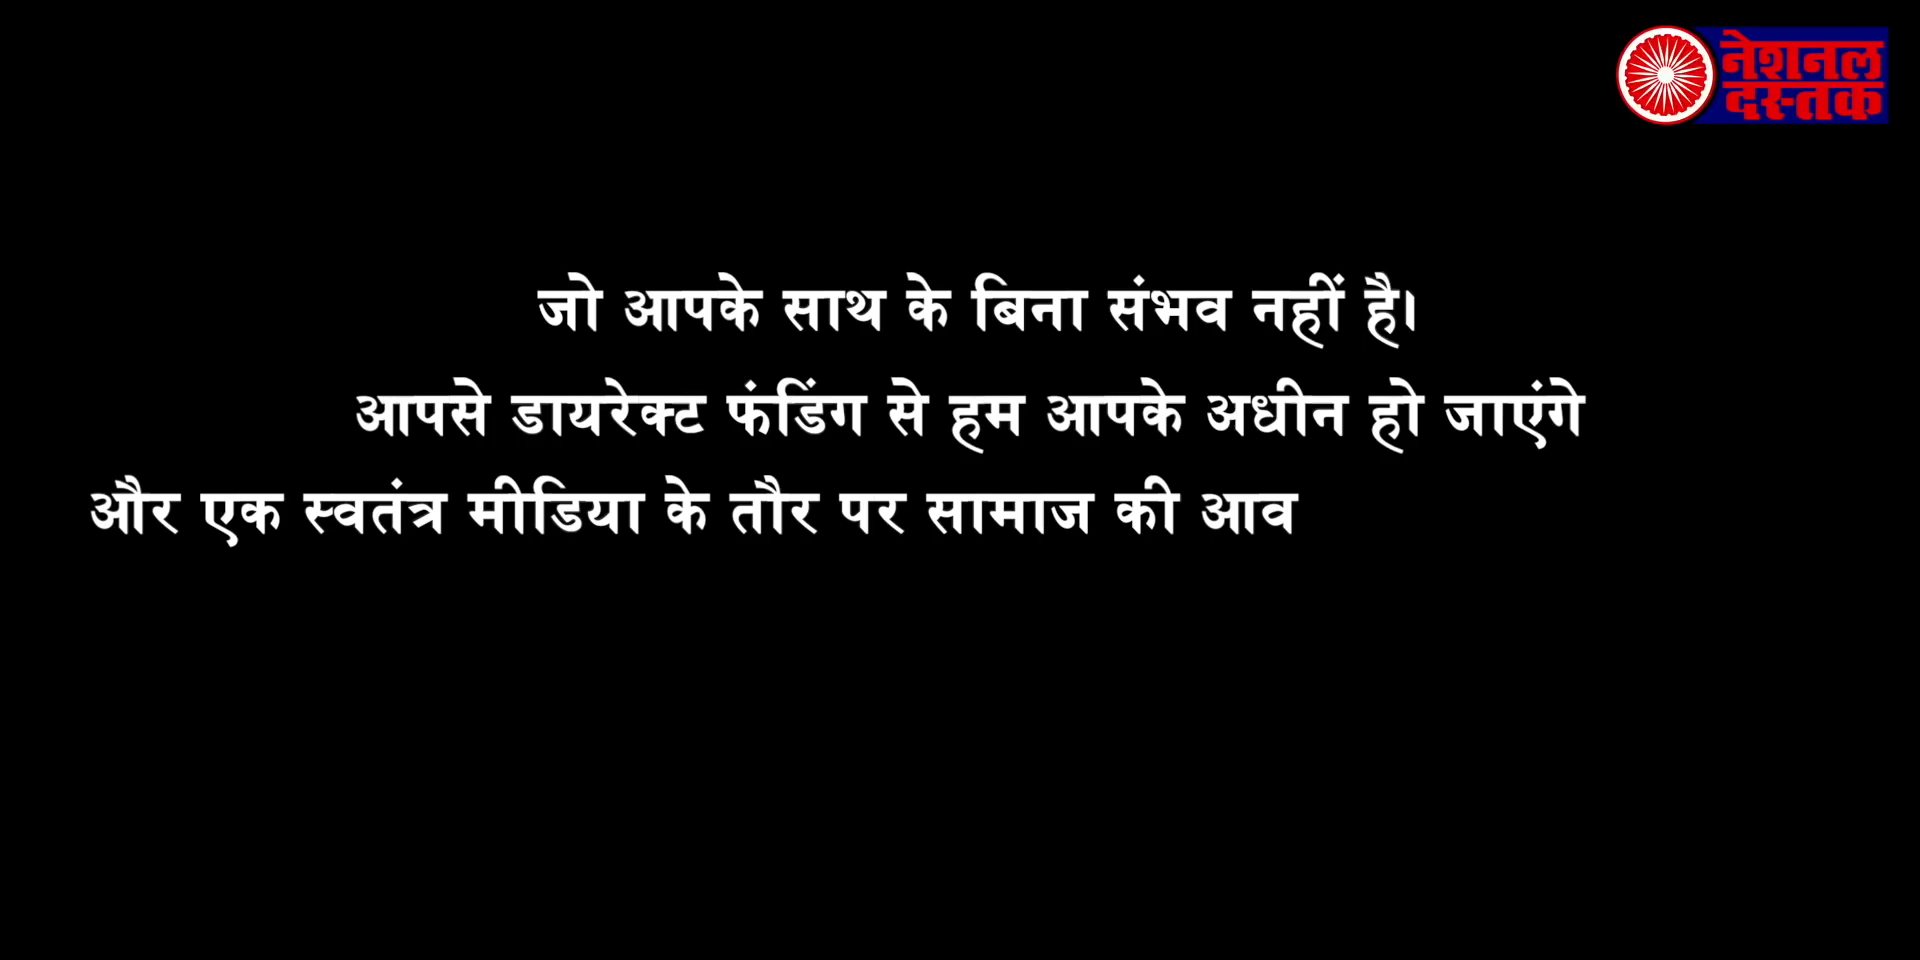 नेशनल
दस्तक
जो आपके साथ के बिना संभव नहीं है।
आपसे डायरेक्ट फंडिंग से हम आपके अधीन हो जाएंगे
और एक स्वतंत्र मीडिया के तौर पर सामाज की आव